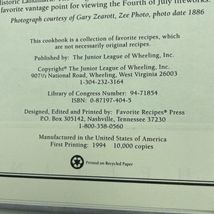 favorite vantage point for viewing the Fourth of July fireworks.
Photograph courtesy of Gary Zearott, Zee Photo, photo date 1886
This cookbook is a collection of favorite recipes, which are
not necessarily original recipes.
Published by: The Junior League of Wheeling, Inc.
Copyright© The Junior League of Wheeling, Inc.
907½ National Road, Wheeling, West Virginia 26003
1-304-232-3164
Library of Congress Number: 94-71854
ISBN: 0-87197-404-5
Designed, Edited and Printed by: Favorite Recipes® Press
P.O. Box 305142, Nashville, Tennessee 37230
1-800-358-0560
Manufactured in the United States of America
First Printing: 1994 10,000 copies
Printed on Recycled Paper